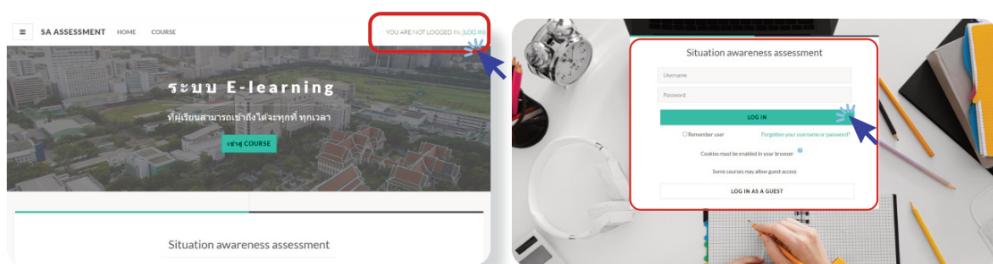 SA ASSESSMENT HOME COURSE
YOU ARE NOT LOGGED IN. (LOG IN)
ระบบ E-learning
ที่ผู้เรียนสามารถเข้าถึงได้จะทุกที่ ทุกเวลา
เข้าสู่ COURSE
Situation awareness assessment
Situation awareness assessment
Username
Password
LOG IN
Remember user
Forgotten your username or password?
Cookies must be enabled in your browser
Some courses may allow guest access
LOG IN AS A GUEST